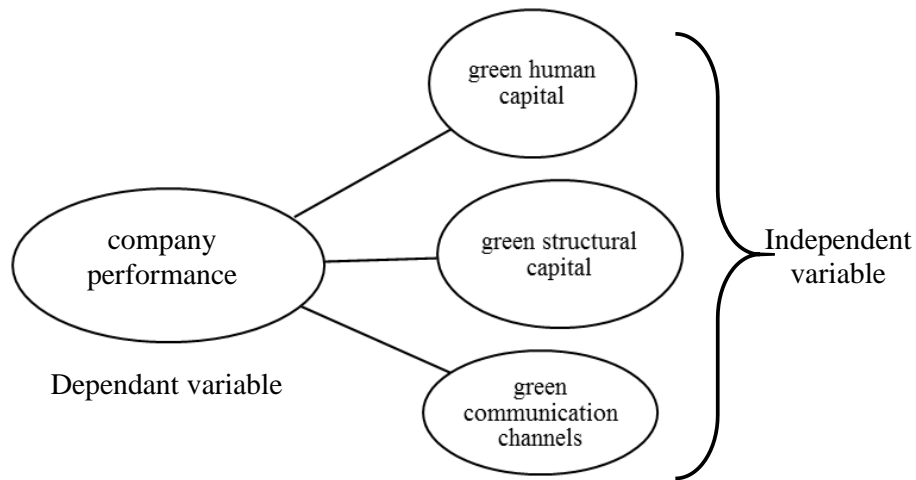 green human
capital
company
performance
green structural
capital
Independent
variable
Dependant variable
green
communication
channels